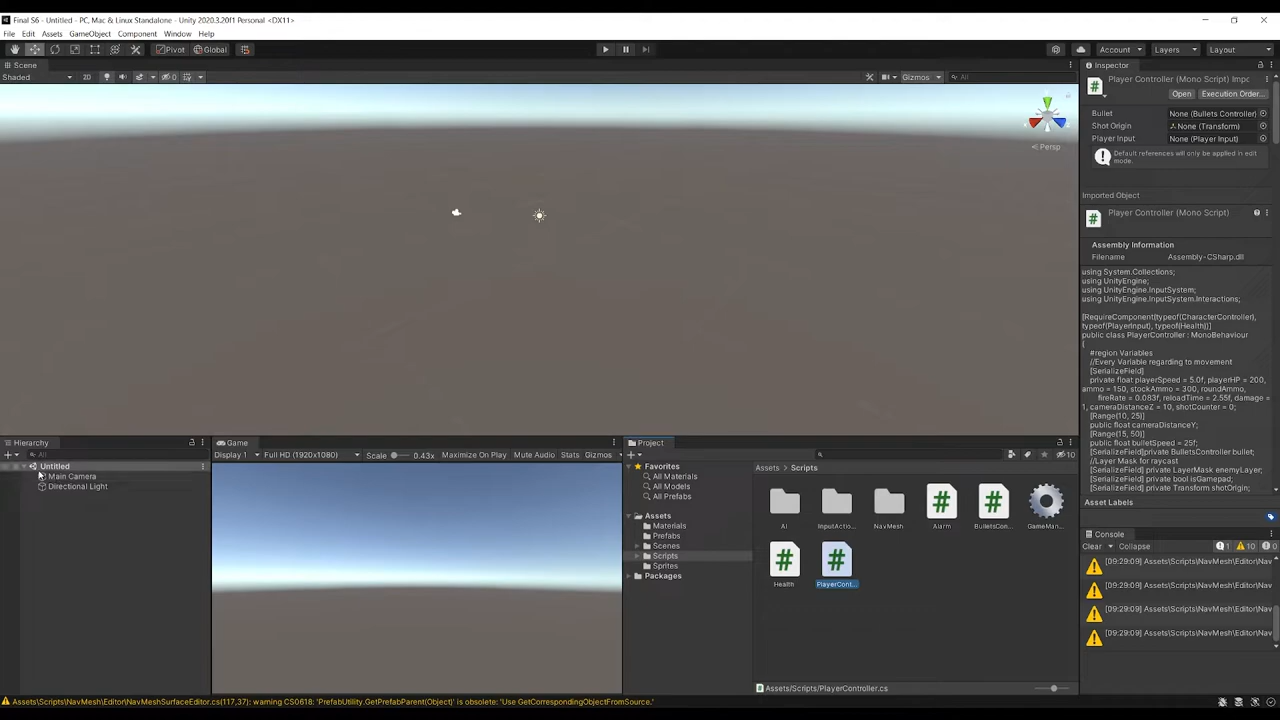 Final S6 - Untitled - PC, Mac & Linux Standalone - Unity 2020.3.20f1 Personal <DX11>
File Edit Assets GameObject Component Window Help
Pivot Global
Account Layers Layout
Scene
Shaded 2D 0 Gizmos All
Persp
Inspector
Player Controller (Mono Script) Impo
Open Execution Order...
Bullet None (Bullets Controller)
Shot Origin None (Transform)
Player Input None (Player Input)
Default references will only be applied in edit mode.
Imported Object
Player Controller (Mono Script)
Assembly Information
Filename Assembly-CSharp.dll
using System.Collections;
using UnityEngine;
using UnityEngine.InputSystem;
using UnityEngine.InputSystem.Interactions;
[RequireComponent(typeof(CharacterController),
typeof(PlayerInput), typeof(Health))]
public class PlayerController : MonoBehaviour
{
#region Variables
//Every Variable regarding to movement
[SerializeField]
private float playerSpeed = 5.0f, playerHP = 200,
ammo = 150, stockAmmo = 300, roundAmmo,
fireRate = 0.083f, reloadTime = 2.55f, damage =
1, cameraDistanceZ = 10, shotCounter = 0;
[Range(10, 25)]
public float cameraDistanceY;
[Range(15, 50)]
public float bulletSpeed = 25f;
[SerializeField]private BulletsController bullet;
//Layer Mask for raycast
[SerializeField] private LayerMask enemyLayer;
[SerializeField] private bool isGamepad;
[SerializeField] private Transform shotOrigin;
Asset Labels
Hierarchy
All
Untitled
Main Camera
Directional Light
Game
Display 1 Full HD (1920x1080) Scale 0.43x Maximize On Play Mute Audio Stats Gizmos
Project
10
Favorites
All Materials
All Models
All Prefabs
Assets
Materials
Prefabs
Scenes
Scripts
Sprites
Packages
Assets > Scripts
AI InputActio... NavMesh Alarm BulletsCon... GameMan...
Health PlayerCont...
Assets/Scripts/PlayerController.cs
Console
Clear Collapse 1 10 0
[09:29:09] Assets\Scripts\NavMesh\Editor\Nav
[09:29:09] Assets\Scripts\NavMesh\Editor\Nav
[09:29:09] Assets\Scripts\NavMesh\Editor\Nav
[09:29:09] Assets\Scripts\NavMesh\Editor\Nav
Assets\Scripts\NavMesh\Editor\NavMeshSurfaceEditor.cs(117,37): warning CS0618: 'PrefabUtility.GetPrefabParent(Object)' is obsolete: 'Use GetCorrespondingObjectFromSource.'